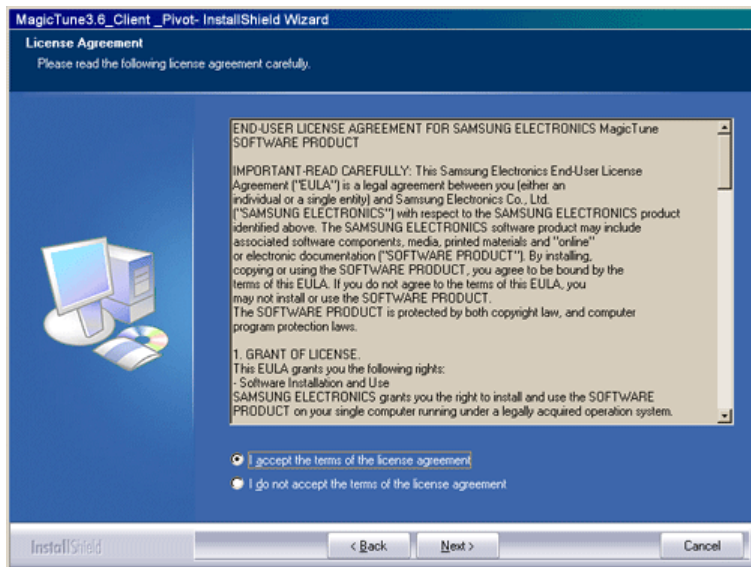 MagicTune3.6_Client _Pivot- InstallShield Wizard
License Agreement
Please read the following license agreement carefully.
END-USER LICENSE AGREEMENT FOR SAMSUNG ELECTRONICS MagicTune
SOFTWARE PRODUCT
IMPORTANT-READ CAREFULLY: This Samsung Electronics End-User License
Agreement ("EULA") is a legal agreement between you (either an
individual or a single entity) and Samsung Electronics Co., Ltd.
("SAMSUNG ELECTRONICS") with respect to the SAMSUNG ELECTRONICS product
identified above. The SAMSUNG ELECTRONICS software product may include
associated software components, media, printed materials and "online"
or electronic documentation ("SOFTWARE PRODUCT"). By installing,
copying or using the SOFTWARE PRODUCT, you agree to be bound by the
terms of this EULA. If you do not agree to the terms of this EULA, you
may not install or use the SOFTWARE PRODUCT.
The SOFTWARE PRODUCT is protected by both copyright law, and computer
program protection laws.
1. GRANT OF LICENSE.
This EULA grants you the following rights:
- Software Installation and Use
SAMSUNG ELECTRONICS grants you the right to install and use the SOFTWARE
PRODUCT on your single computer running under a legally acquired operation system.
I accept the terms of the license agreement
I do not accept the terms of the license agreement
InstallShield
< Back
Next >
Cancel